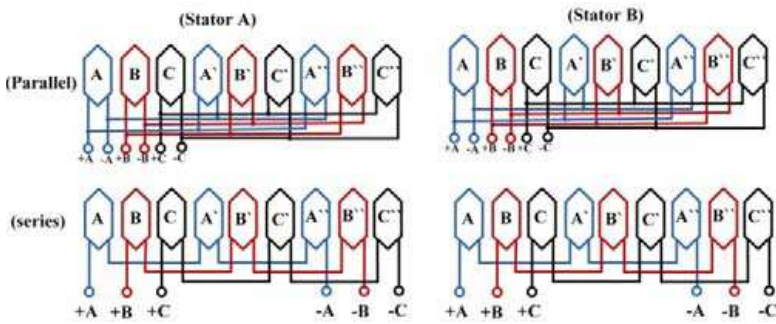 (Stator A)
(Stator B)
(Parallel)
A B C A` B` C` A`` B`` C``
A B C A` B` C` A`` B`` C``
+A -A +B -B +C -C
+A -A +B -B +C -C
(series)
A B C A` B` C` A`` B`` C``
A B C A` B` C` A`` B`` C``
+A +B +C -A -B -C
+A +B +C -A -B -C